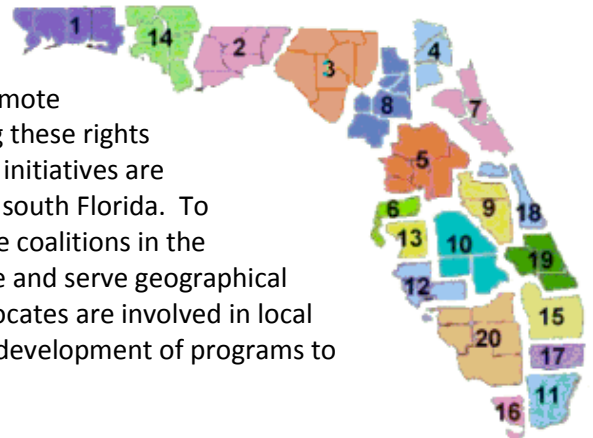 1
14
2
3
4
8
7
mote
g these rights
initiatives are
south Florida. To
e coalitions in the
e and serve geographical
ocates are involved in local
development of programs to
5
6
9
18
13
10
19
12
15
20
17
11
16